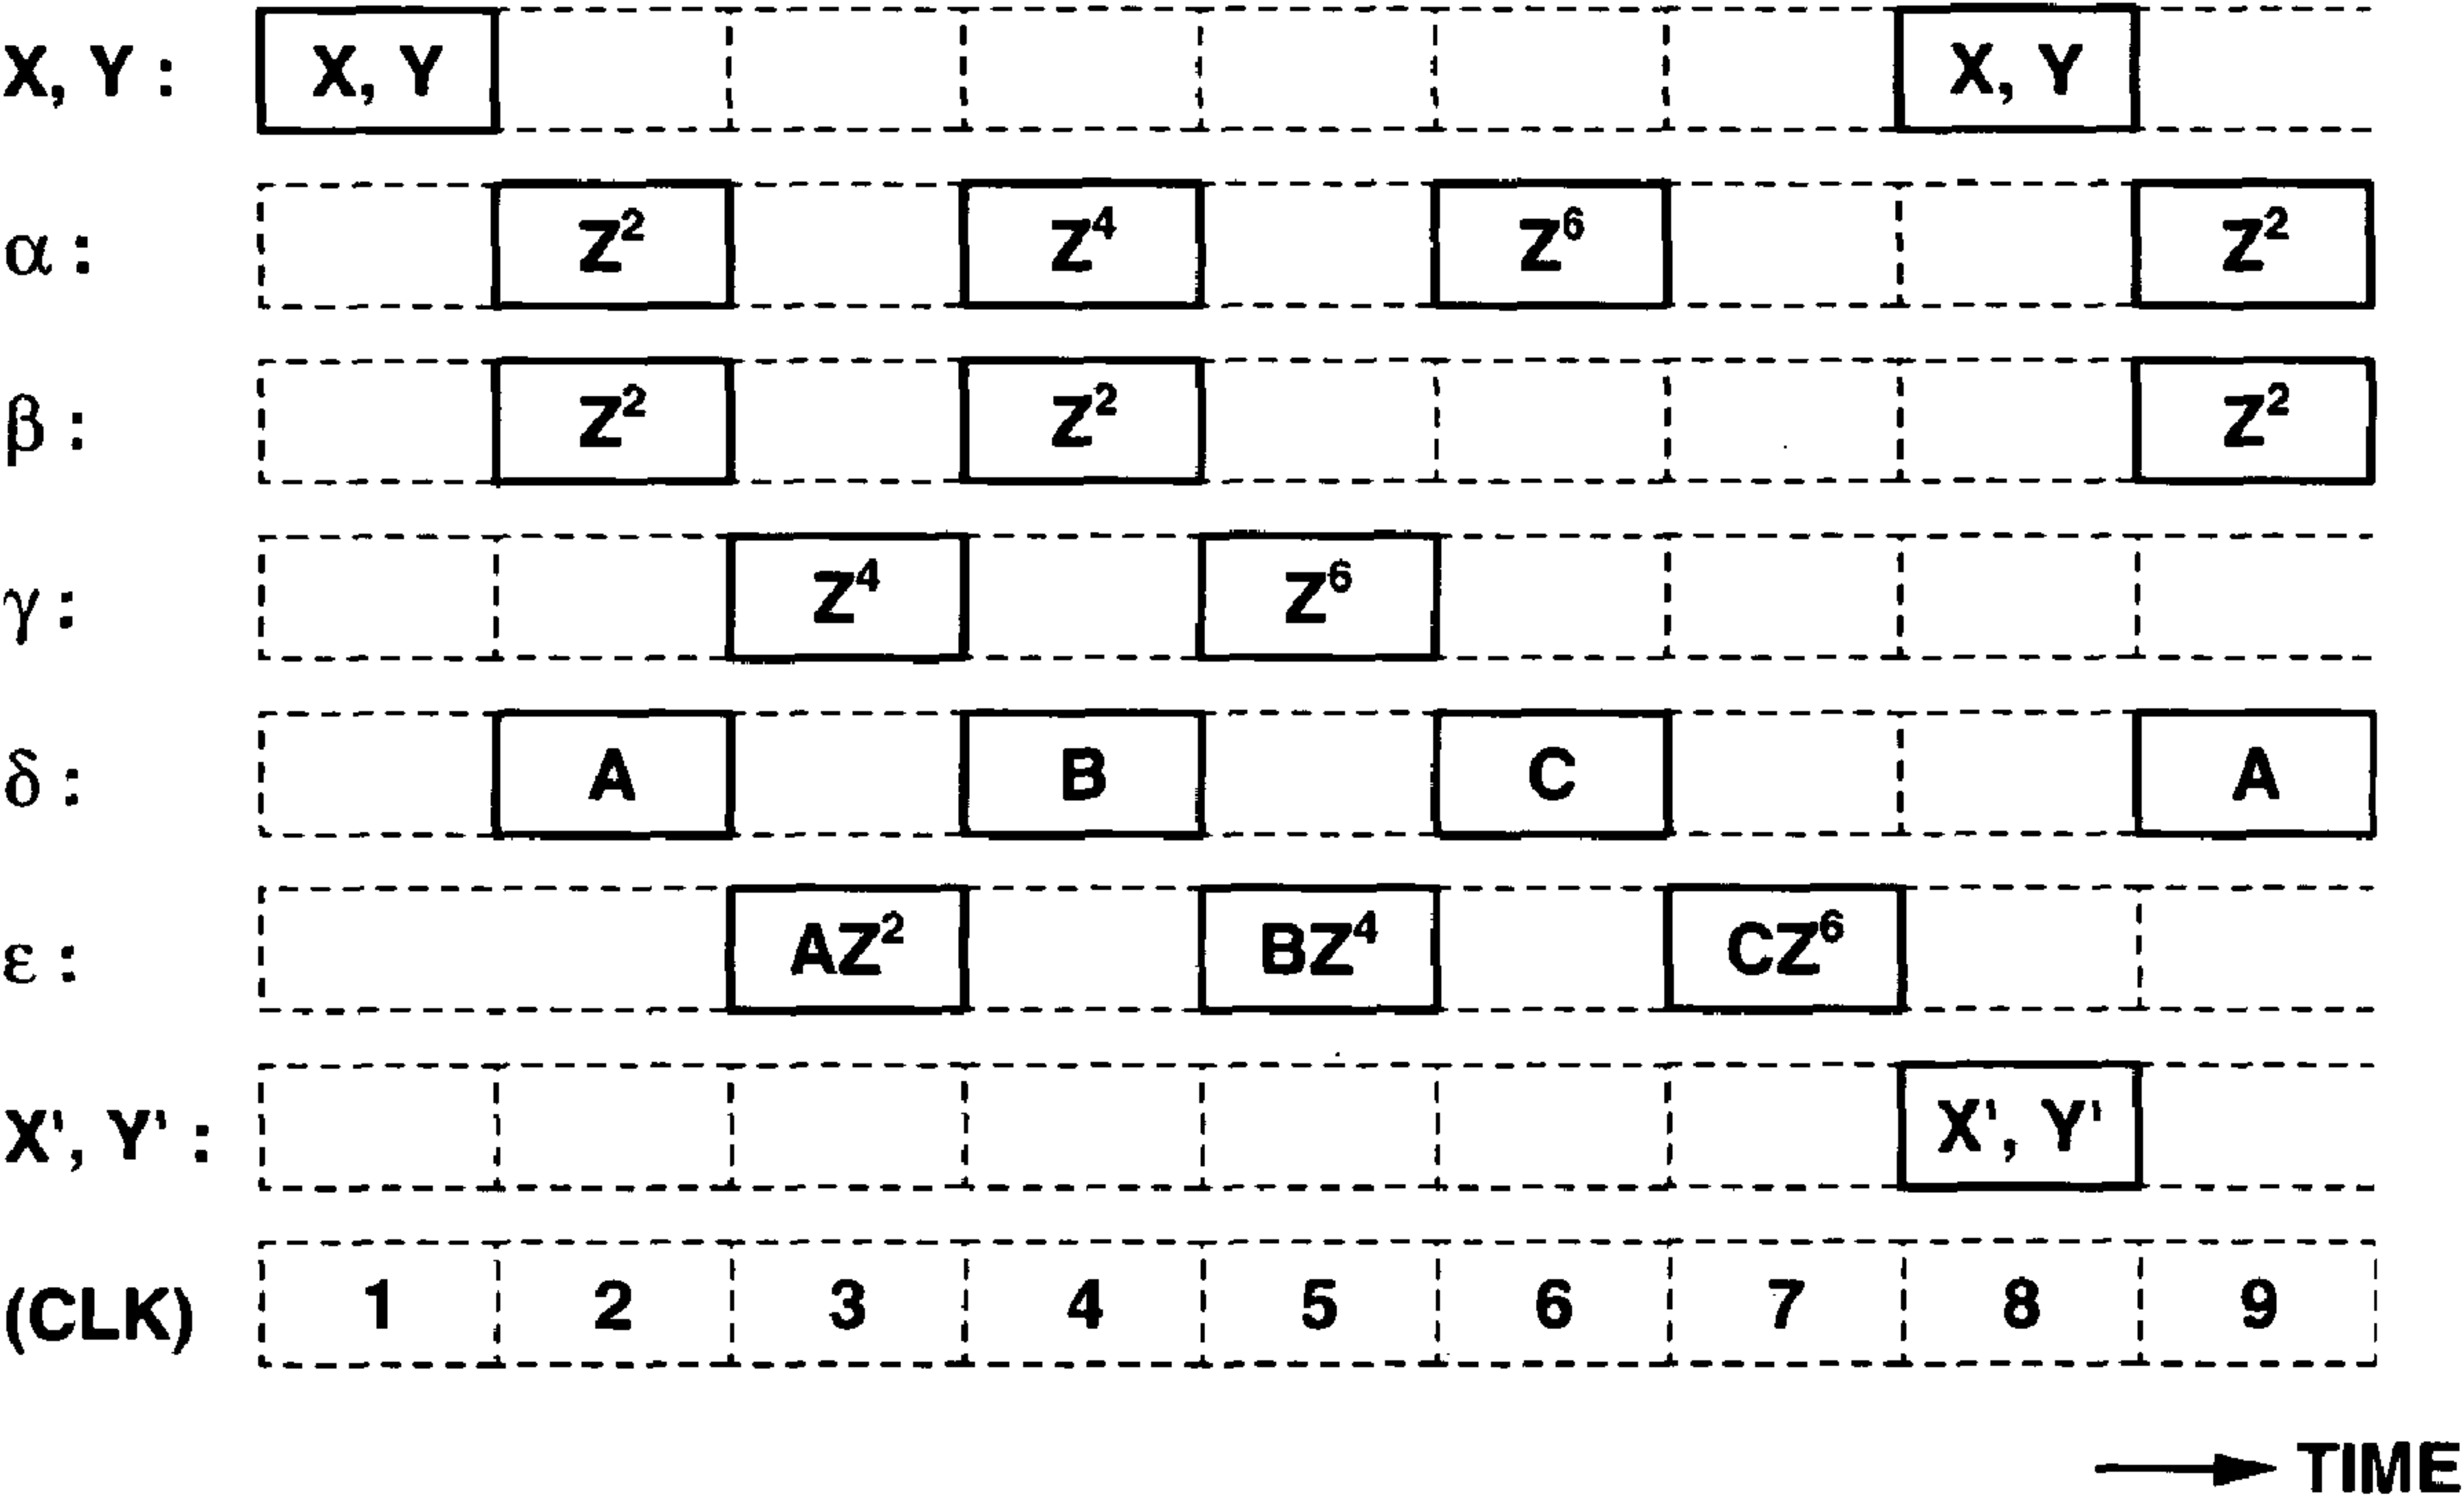 X, Y : X, Y X, Y
α : Z² Z⁴ Z⁶ Z²
β : Z² Z² Z²
γ : Z⁴ Z⁶
δ : A B C A
ε : AZ² BZ⁴ CZ⁶
X', Y' : X', Y'
(CLK) 1 2 3 4 5 6 7 8 9
TIME